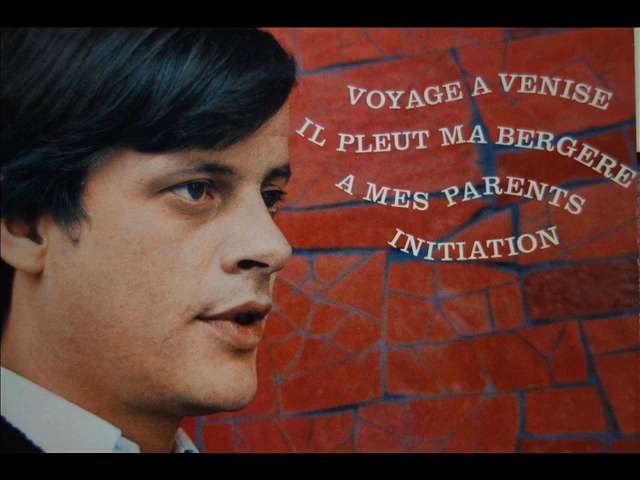 VOYAGE A VENISE
IL PLEUT MA BERGERE
A MES PARENTS
INITIATION